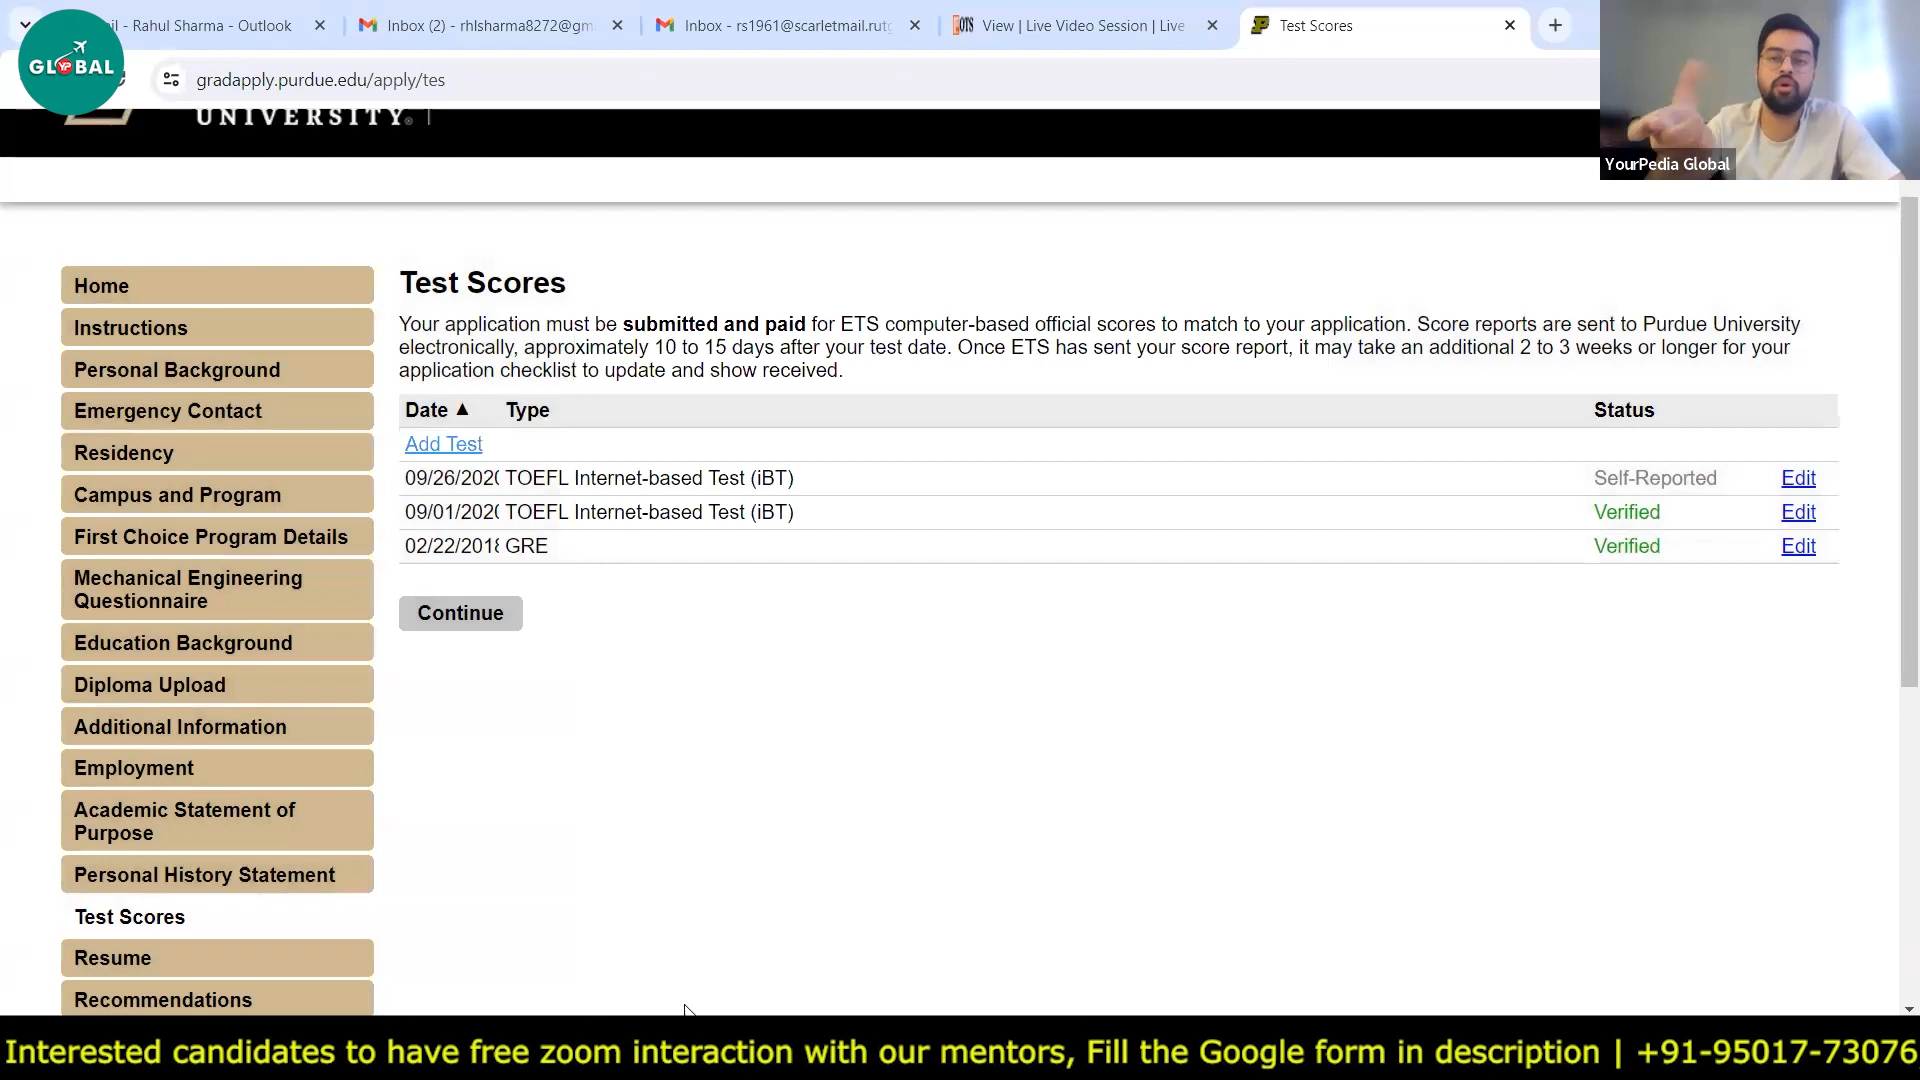 il - Rahul Sharma - Outlook
Inbox (2) - rhlsharma8272@gm
Inbox - rs1961@scarletmail.rutg
View | Live Video Session | Live
Test Scores
GLOBAL
YP
gradapply.purdue.edu/apply/tes
UNIVERSITY®
YourPedia Global
Home
Instructions
Personal Background
Emergency Contact
Residency
Campus and Program
First Choice Program Details
Mechanical Engineering
Questionnaire
Education Background
Diploma Upload
Additional Information
Employment
Academic Statement of
Purpose
Personal History Statement
Test Scores
Resume
Recommendations
Test Scores
Your application must be submitted and paid for ETS computer-based official scores to match to your application. Score reports are sent to Purdue University
electronically, approximately 10 to 15 days after your test date. Once ETS has sent your score report, it may take an additional 2 to 3 weeks or longer for your
application checklist to update and show received.
Date ▲ Type Status
Add Test
09/26/2020 TOEFL Internet-based Test (iBT) Self-Reported Edit
09/01/2020 TOEFL Internet-based Test (iBT) Verified Edit
02/22/2018 GRE Verified Edit
Continue
Interested candidates to have free zoom interaction with our mentors, Fill the Google form in description | +91-95017-73076